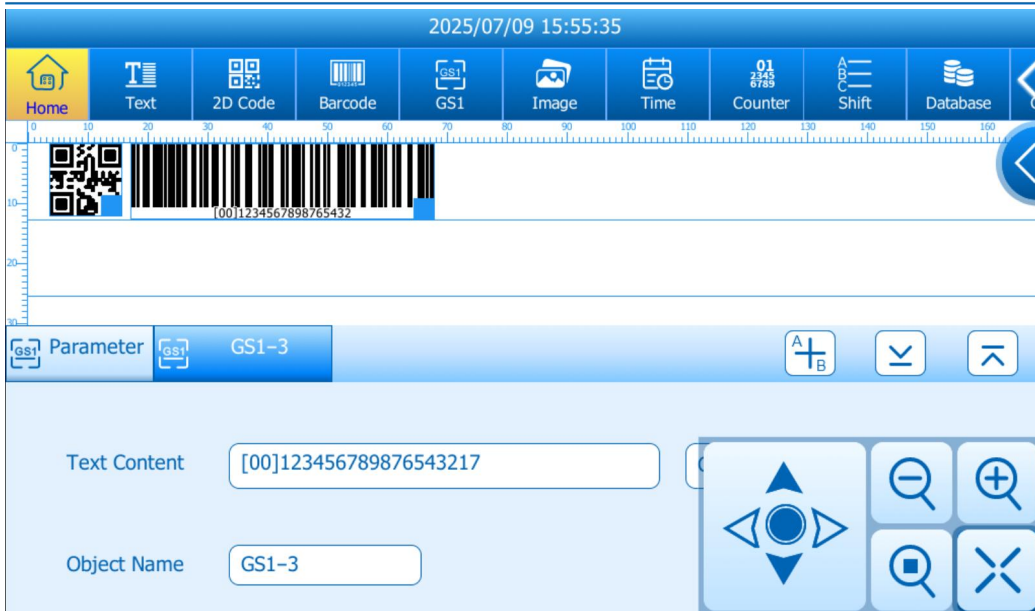 2025/07/09 15:55:35
Home
Text
2D Code
Barcode
GS1
Image
01
2345
6789
Time
Counter
A
B
C
Shift
Database
0 10 20 30 40 50 60 70 80 90 100 110 120 130 140 150 160
0
10
20
30
[00]1234567898765432
GS1 Parameter
GS1 GS1-3
A
B
Text Content
[00]123456789876543217
Object Name
GS1-3